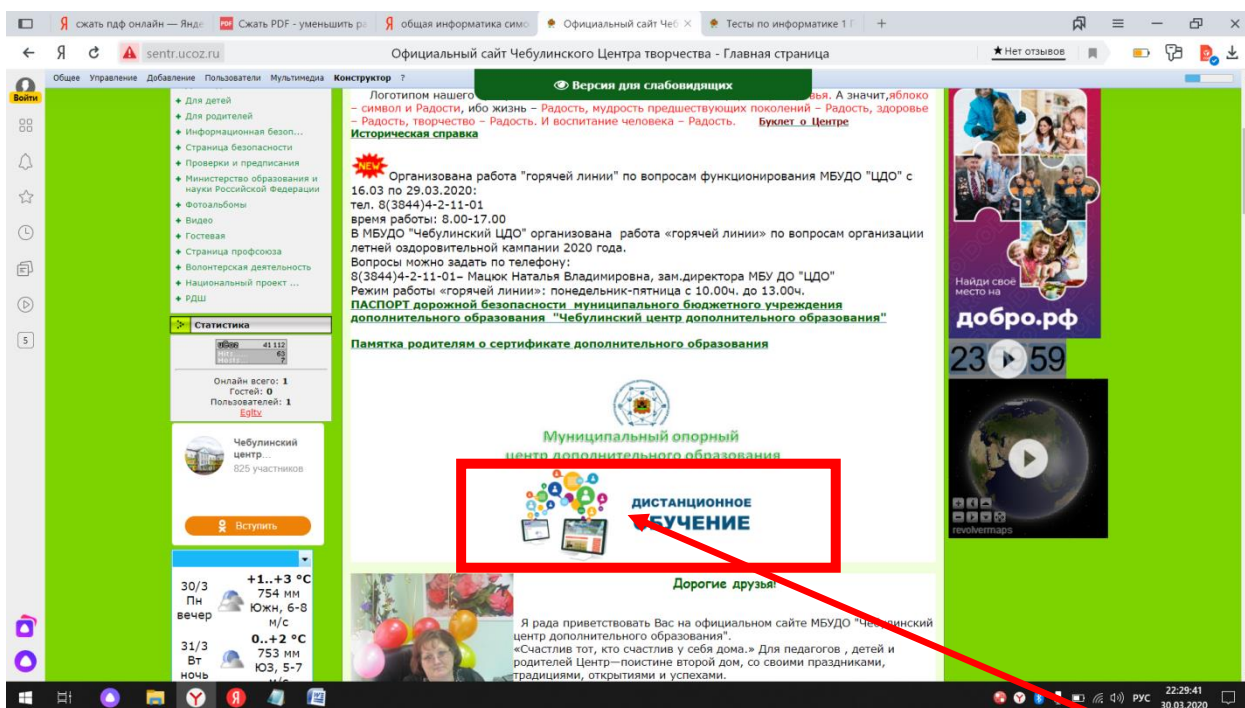 сжать пдф онлайн — Янде
Сжать PDF - уменьшить ра
общая информатика симо
Официальный сайт Чеб
Тесты по информатике 1 Г
sentr.ucoz.ru
Официальный сайт Чебулинского Центра творчества - Главная страница
★Нет отзывов
Войти
Общее Управление Добавление Пользователи Мультимедиа Конструктор ?
Версия для слабовидящих
5
Для детей
Для родителей
Информационная безоп...
Страница безопасности
Проверки и предписания
Министерство образования и
науки Российской Федерации
Фотоальбомы
Видео
Гостевая
Страница профсоюза
Волонтерская деятельность
Национальный проект ...
РДШ
Статистика
41 112
63
7
Онлайн всего: 1
Гостей: 0
Пользователей: 1
Egltv
Чебулинский
центр...
825 участников
Вступить
30/3
Пн
вечер
+1..+3 °C
754 мм
Южн, 6-8
м/с
31/3
Вт
ночь
0..+2 °C
753 мм
ЮЗ, 5-7
Логотипом нашего
А значит,яблоко
– символ и Радости, ибо жизнь – Радость, мудрость предшествующих поколений – Радость, здоровье
– Радость, творчество – Радость. И воспитание человека – Радость. Буклет о Центре
Историческая справка
NEW
Организована работа "горячей линии" по вопросам функционирования МБУДО "ЦДО" с
16.03 по 29.03.2020:
тел. 8(3844)4-2-11-01
время работы: 8.00-17.00
В МБУДО "Чебулинский ЦДО" организована работа «горячей линии» по вопросам организации
летней оздоровительной кампании 2020 года.
Вопросы можно задать по телефону:
8(3844)4-2-11-01– Мацюк Наталья Владимировна, зам.директора МБУ ДО "ЦДО"
Режим работы «горячей линии»: понедельник-пятница с 10.00ч. до 13.00ч.
ПАСПОРТ дорожной безопасности муниципального бюджетного учреждения
дополнительного образования "Чебулинский центр дополнительного образования"
Памятка родителям о сертификате дополнительного образования
Муниципальный опорный
центр дополнительного образования
ДИСТАНЦИОННОЕ
ОБУЧЕНИЕ
Дорогие друзья!
Я рада приветствовать Вас на официальном сайте МБУДО "Чебулинский
центр дополнительного образования".
«Счастлив тот, кто счастлив у себя дома.» Для педагогов , детей и
родителей Центр—поистине второй дом, со своими праздниками,
традициями, открытиями и успехами.
Найди своё
место на
добро.рф
23
59
revolvermaps
РУС
22:29:41
30.03.2020